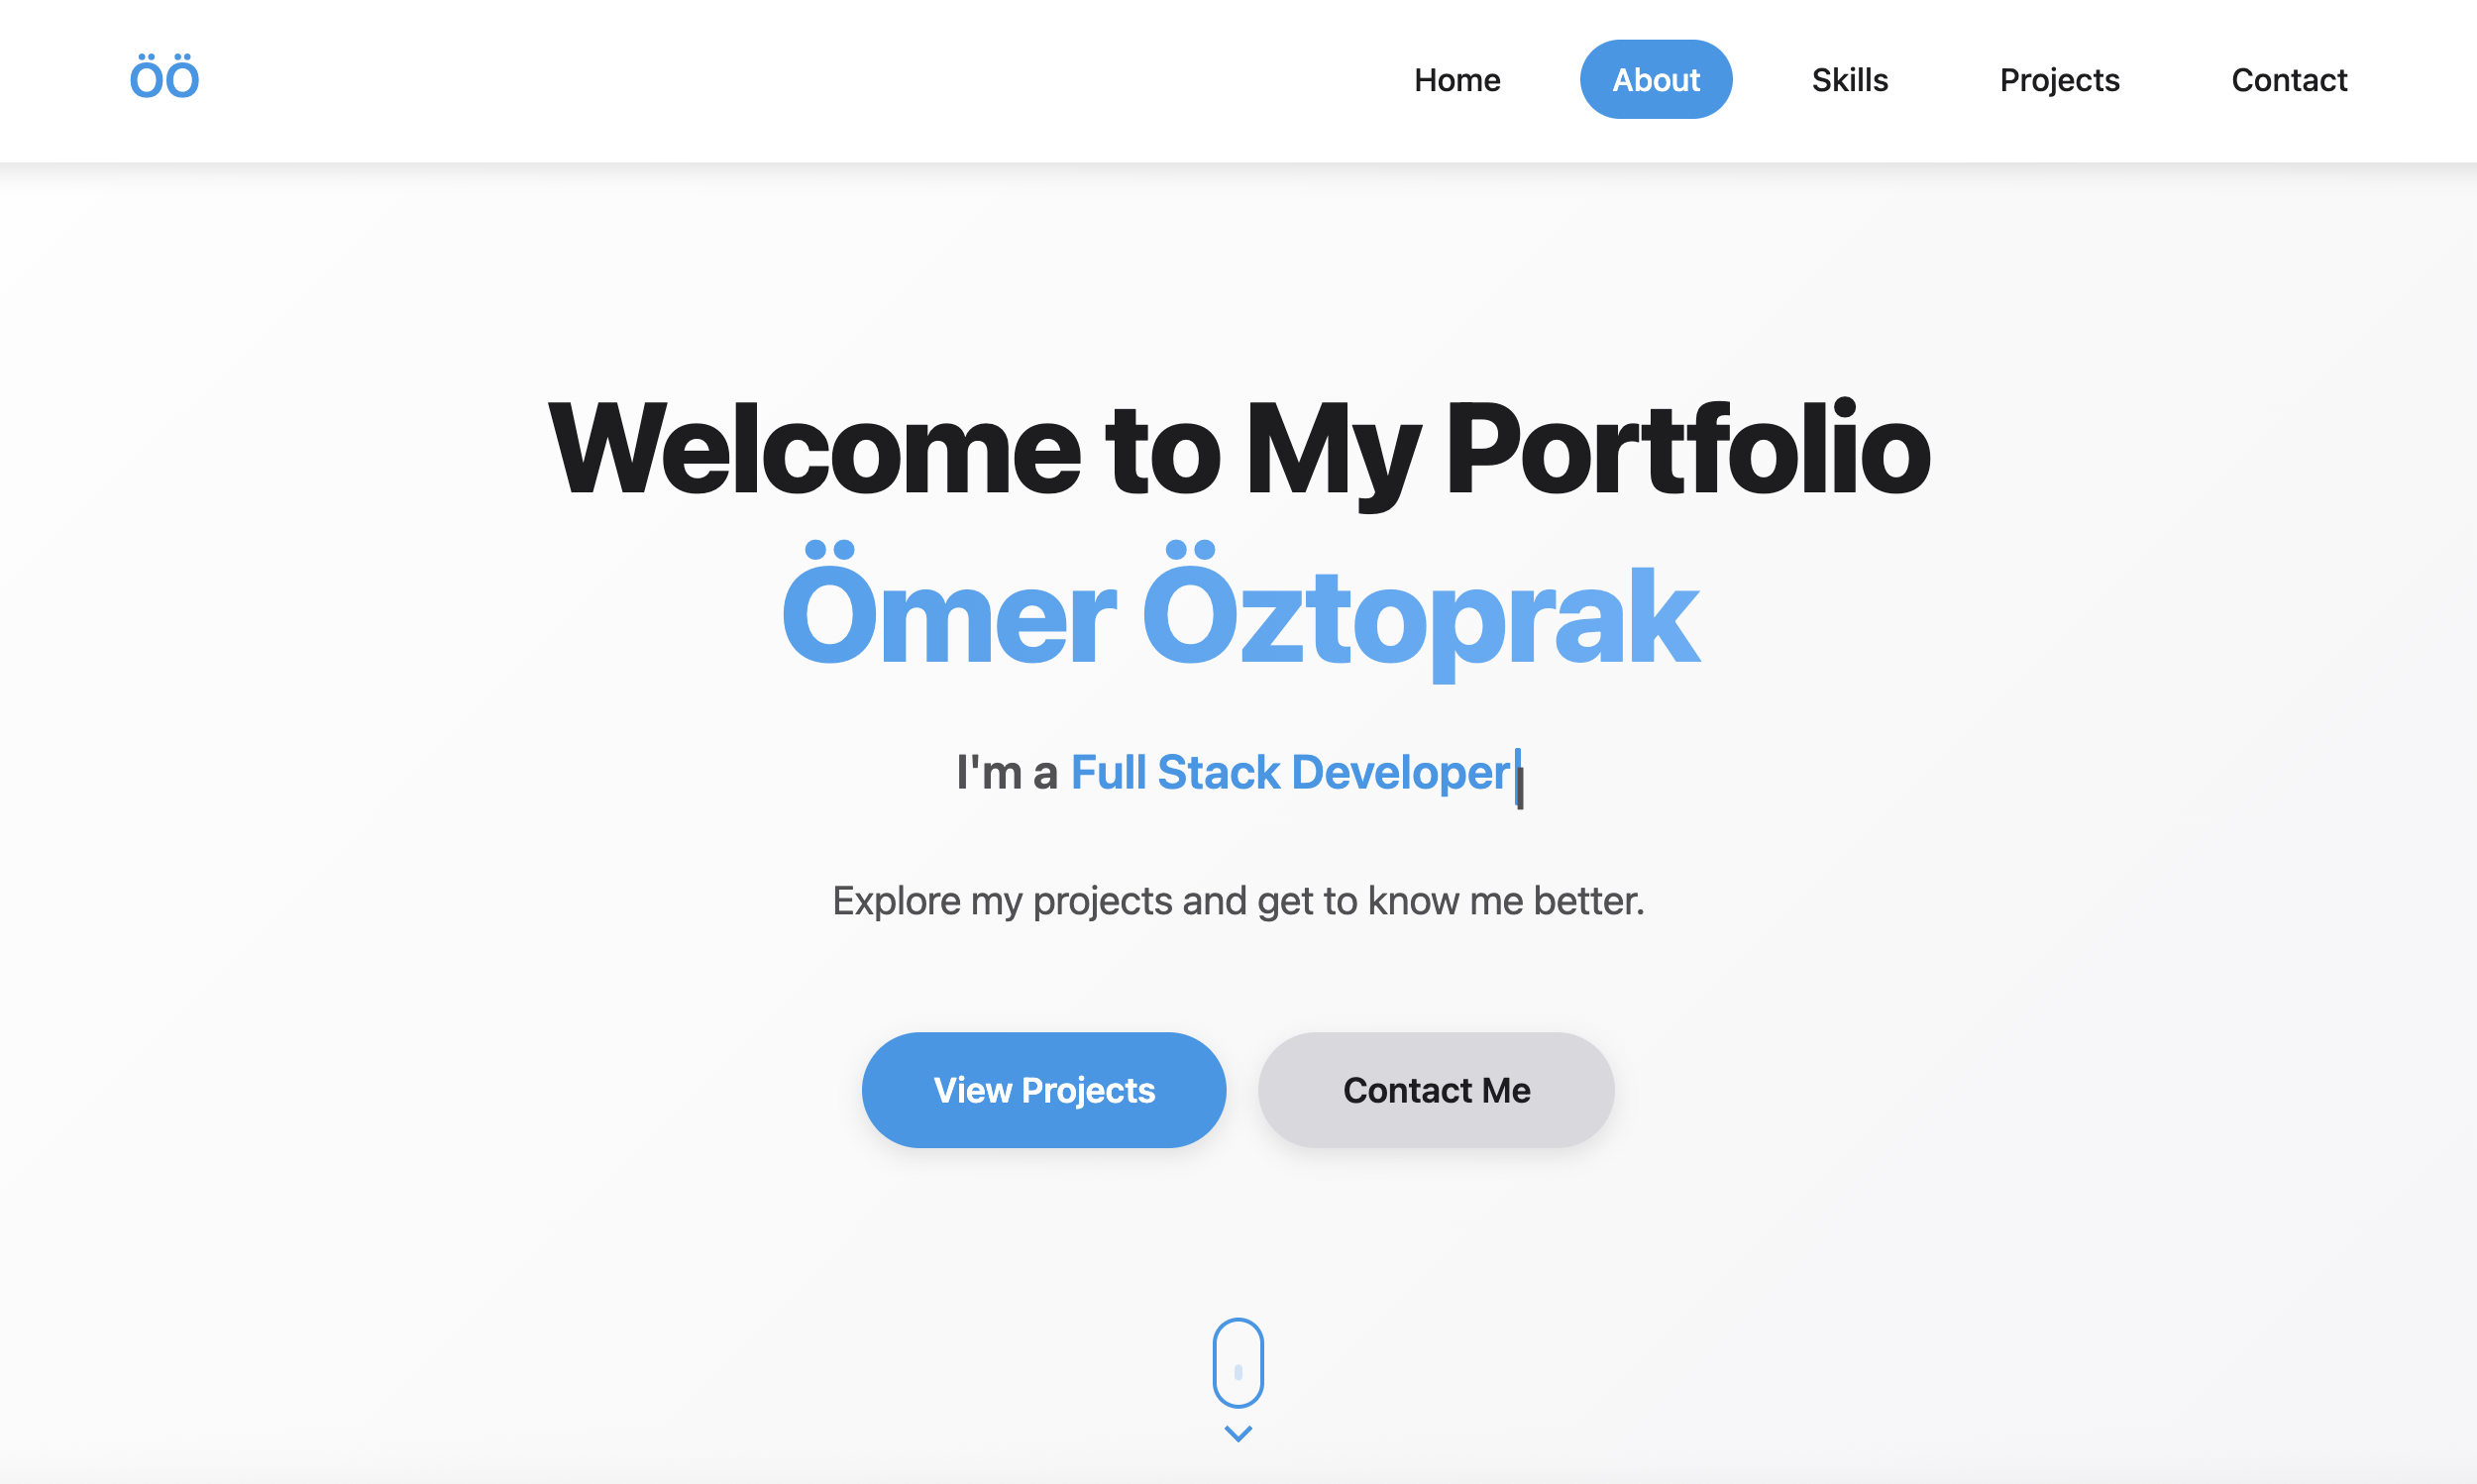 ÖÖ
Home About Skills Projects Contact
Welcome to My Portfolio
Ömer Öztoprak
I'm a Full Stack Developer
Explore my projects and get to know me better.
View Projects Contact Me